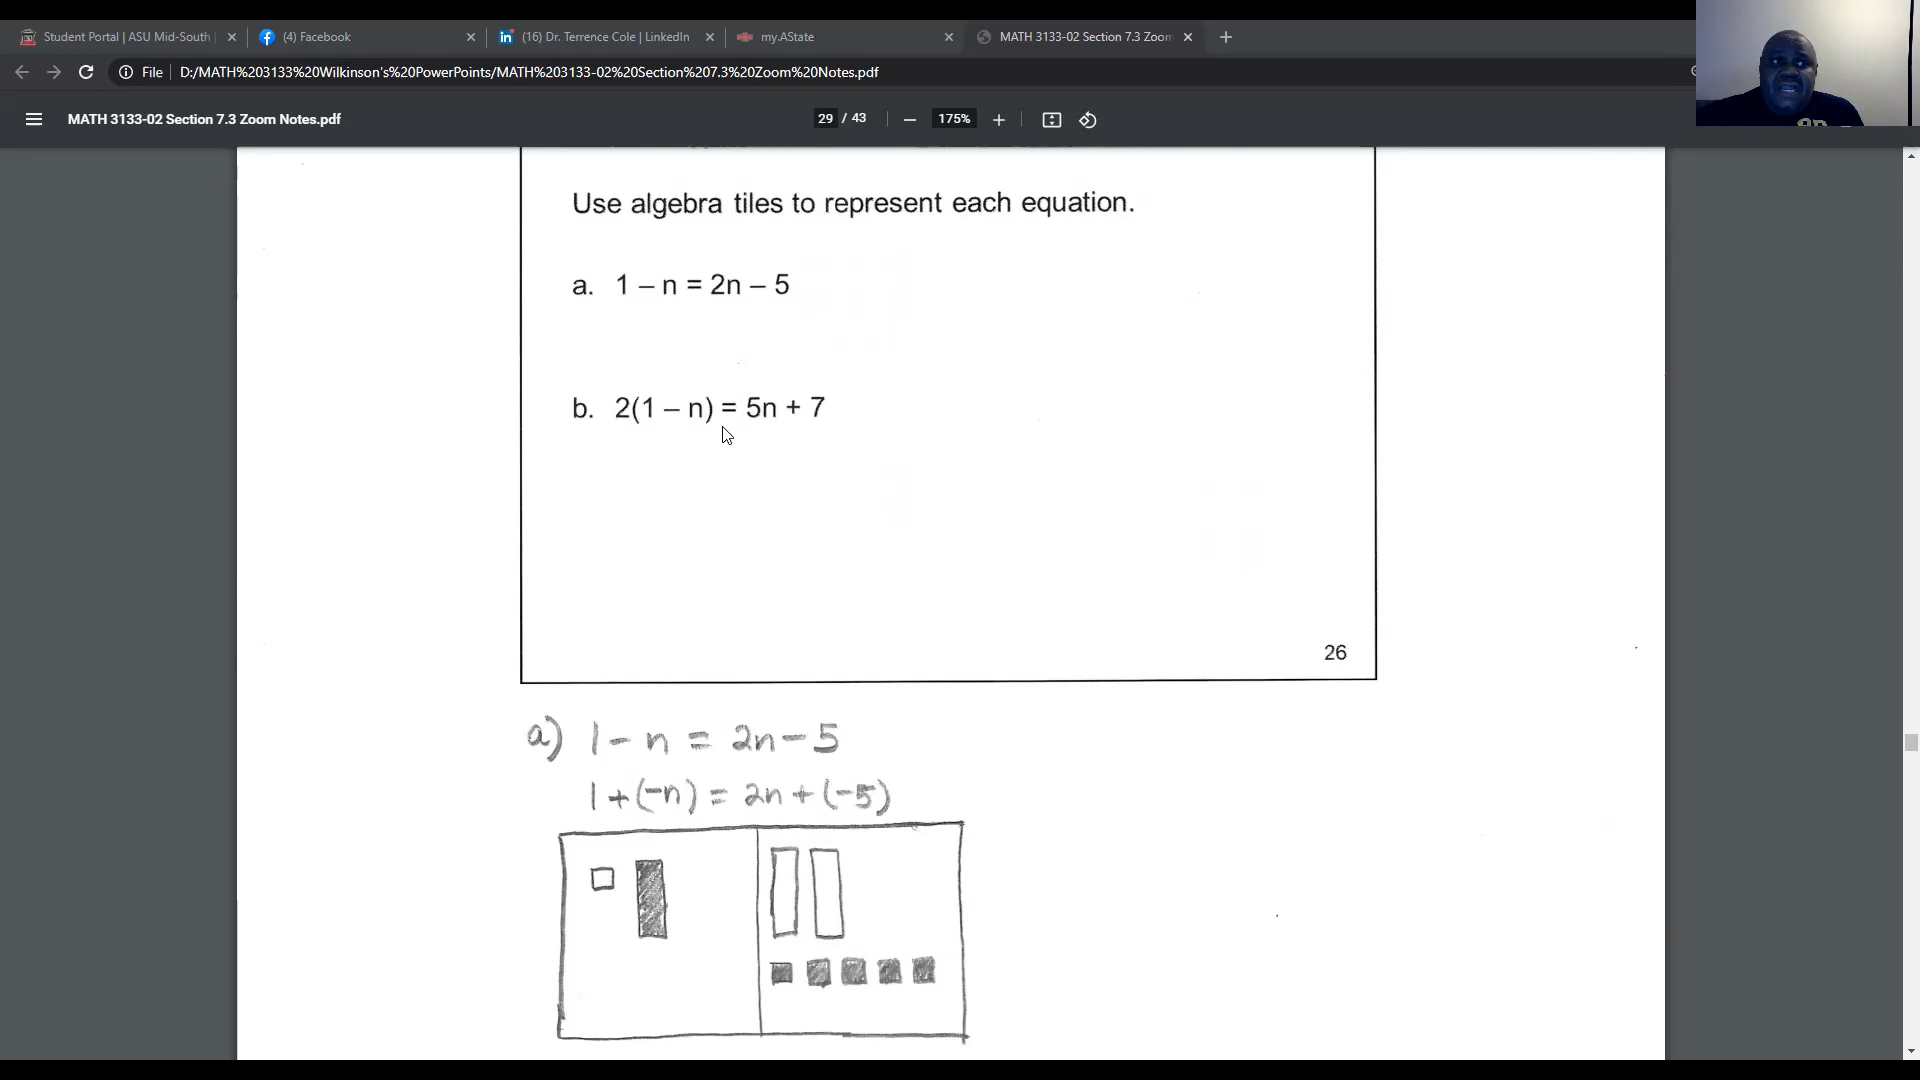 Student Portal | ASU Mid-South |
(4) Facebook
(16) Dr. Terrence Cole | LinkedIn
my.AState
MATH 3133-02 Section 7.3 Zoom
File
D:/MATH%203133%20Wilkinson's%20PowerPoints/MATH%203133-02%20Section%207.3%20Zoom%20Notes.pdf
MATH 3133-02 Section 7.3 Zoom Notes.pdf
29 / 43
175%
Use algebra tiles to represent each equation.
a. 1 – n = 2n – 5
b. 2(1 – n) = 5n + 7
26
a) 1 - n = 2n - 5
1 + (-n) = 2n + (-5)